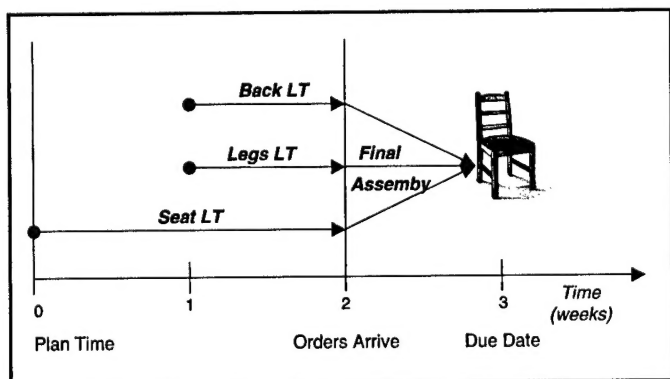 Back LT
Legs LT
Final
Assemby
Seat LT
0
1
2
3
Time
(weeks)
Plan Time
Orders Arrive
Due Date